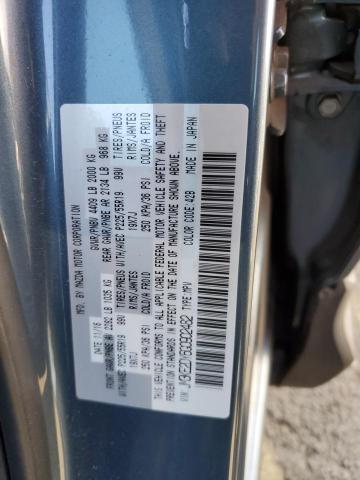 MFD. BY MAZDA MOTOR CORPORATION
DATE: 11/16 GVWR/PNBV 4409 LB 2000 KG
FRONT GAWR/PNBE AV 2282 LB 1035 KG REAR GAWR/PNBE AR 2134 LB 968 KG
WITH/AVEC P225/55R19 99V TIRES/PNEUS WITH/AVEC P225/55R19 99V TIRES/PNEUS
19X7J RIMS/JANTES 19X7J RIMS/JANTES
250 KPA/36 PSI COLD/A FROID 250 KPA/36 PSI COLD/A FROID
THIS VEHICLE CONFORMS TO ALL APPLICABLE FEDERAL MOTOR VEHICLE SAFETY AND THEFT
PREVENTION STANDARDS IN EFFECT ON THE DATE OF MANUFACTURE SHOWN ABOVE.
MADE IN JAPAN
COLOR CODE: 42B
TYPE: MPV